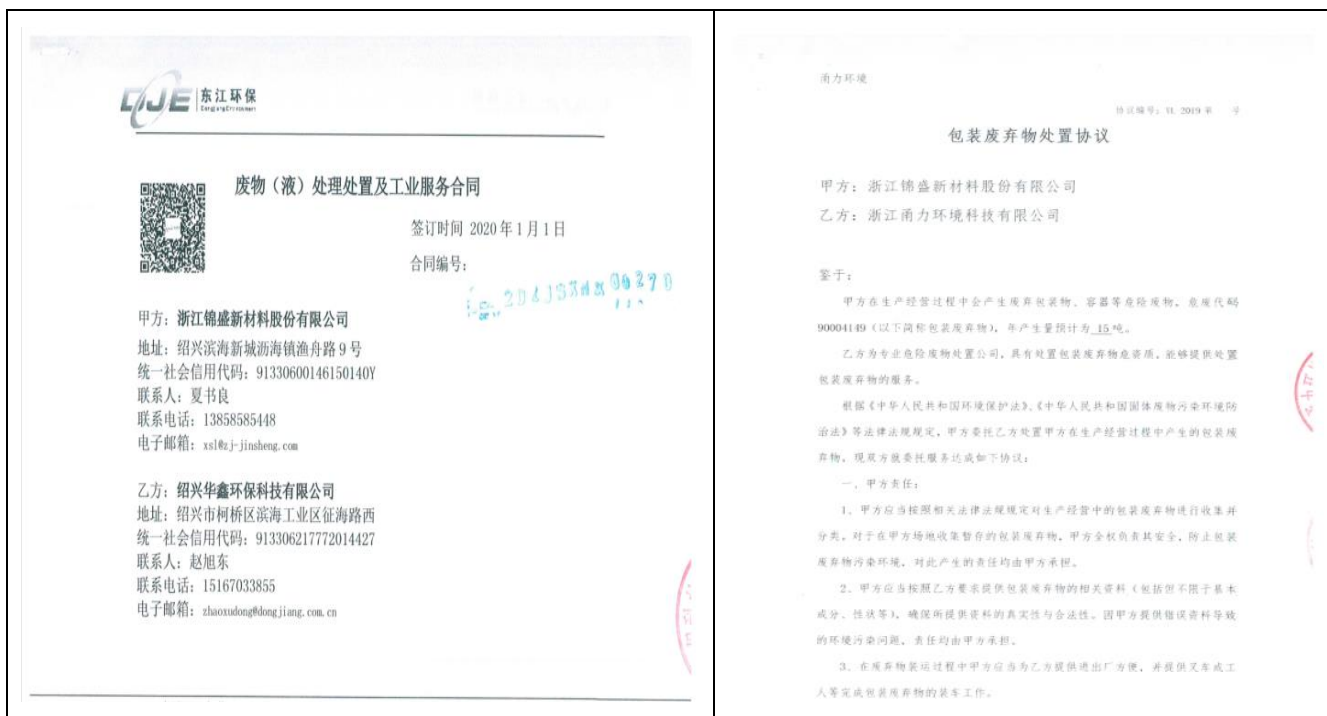 DJE 东江环保
废物（液）处理处置及工业服务合同
签订时间 2020 年 1 月 1 日
合同编号：
甲方：浙江锦盛新材料股份有限公司
地址：绍兴滨海新城沥海镇渔舟路 9 号
统一社会信用代码：91330600146150140Y
联系人：夏书良
联系电话：13858585448
电子邮箱：xsl@zj-jinsheng.com
乙方：绍兴华鑫环保科技有限公司
地址：绍兴市柯桥区滨海工业区征海路西
统一社会信用代码：913306217772014427
联系人：赵旭东
联系电话：15167033855
电子邮箱：zhaoxudong@dongjiang.com.cn
甬力环境
协议编号：YL 2019 第 号
包装废弃物处置协议
甲方：浙江锦盛新材料股份有限公司
乙方：浙江甬力环境科技有限公司
鉴于：
甲方在生产经营过程中会产生废弃包装物、容器等危险废物，危废代码
90004149（以下简称包装废弃物），年产生量预计为 15 吨。
乙方为专业危险废物处置公司，具有处置包装废弃物危资质，能够提供处置
包装废弃物的服务。
根据《中华人民共和国环境保护法》、《中华人民共和国固体废物污染环境防
治法》等法律法规规定，甲方委托乙方处置甲方在生产经营过程中产生的包装废
弃物，现双方就委托服务达成如下协议：
一、甲方责任：
1、甲方应当按照相关法律法规规定对生产经营中的包装废弃物进行收集并
分类。对于在甲方场地收集暂存的包装废弃物，甲方全权负责其安全，防止包装
废弃物污染环境，对此产生的责任均由甲方承担。
2、甲方应当按照乙方要求提供包装废弃物的相关资料（包括但不限于基本
成分、性状等），确保所提供资料的真实性与合法性。因甲方提供错误资料导致
的环境污染问题，责任均由甲方承担。
3、在废弃物装运过程中甲方应当为乙方提供进出厂方便，并提供叉车或工
人等完成包装废弃物的装车工作。